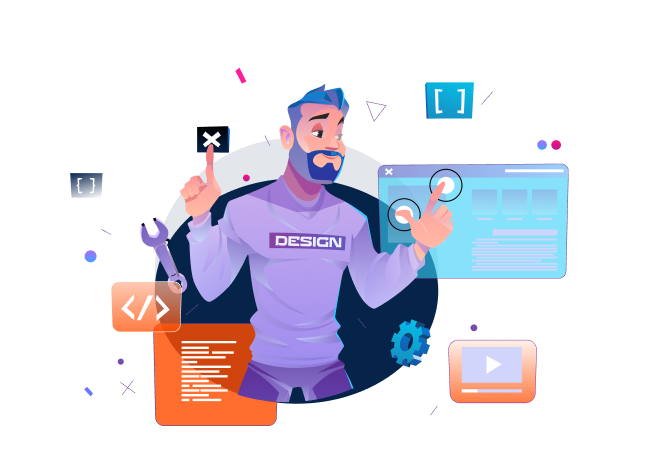 [ ]
{ }
DESIGN
</>